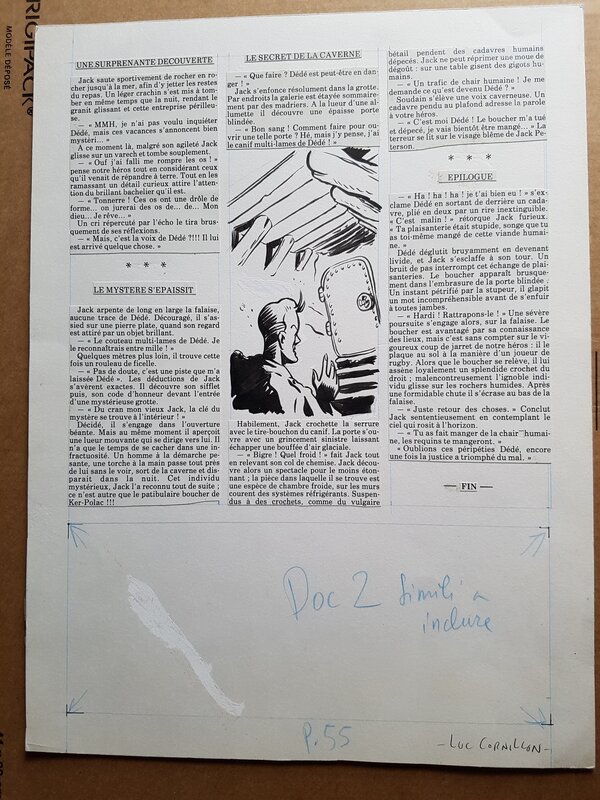 UNE SURPRENANTE DECOUVERTE
Jack saute sportivement de rocher en ro-
cher jusqu'à la mer, afin d'y jeter les restes
du repas. Un léger crachin s'est mis à tom-
ber en même temps que la nuit, rendant le
granit glissant et cette entreprise périlleu-
se.
— « MMH, je n'ai pas voulu inquiéter
Dédé, mais ces vacances s'annoncent bien
mystéri... »
A ce moment là, malgré son agileté Jack
glisse sur un varech et tombe souplement.
— « Ouf j'ai failli me rompre les os ! »
pense notre héros tout en considérant ceux
qu'il venait de répandre à terre. Tout en les
ramassant un détail curieux attire l'atten-
tion du brillant bachelier qu'il est.
— « Tonnerre ! Ces os ont une drôle de
forme... on jurerai des os de... de... Mon
dieu... Je rêve... »
Un cri répercuté par l'écho le tira brus-
quement de ses réflexions.
— « Mais, c'est la voix de Dédé ?!!! Il lui
est arrivé quelque chose. »
* * *
LE MYSTERE S'EPAISSIT
Jack arpente de long en large la falaise,
aucune trace de Dédé. Découragé, il s'as-
sied sur une pierre plate, quand son regard
est attiré par un objet brillant.
— « Le couteau multi-lames de Dédé. Je
le reconnaîtrais entre mille ! »
Quelques mètres plus loin, il trouve cette
fois un rouleau de ficelle.
— « Pas de doute, c'est une piste que m'a
laissée Dédé ». Les déductions de Jack
s'avèrent exactes. Il découvre son sifflet
puis, son code d'honneur devant l'entrée
d'une mystérieuse grotte.
— « Du cran mon vieux Jack, la clé du
mystère se trouve à l'intérieur ! »
Décidé, il s'engage dans l'ouverture
béante. Mais au même moment il aperçoit
une lueur mouvante qui se dirige vers lui. Il
n'a que le temps de se cacher dans une in-
fractuosité. Un homme à la démarche pe-
sante, une torche à la main passe tout près
de lui sans le voir, sort de la caverne et dis-
parait dans la nuit. Cet individu
mystérieux, Jack l'a reconnu tout de suite ;
ce n'est autre que le patibulaire boucher de
Ker-Polac !!!
LE SECRET DE LA CAVERNE
— « Que faire ? Dédé est peut-être en dan-
ger ! »
Jack s'enfonce résolument dans la grotte.
Par endroits la galerie est étayée sommaire-
ment par des madriers. A la lueur d'une al-
lumette il découvre une épaisse porte
blindée.
— « Bon sang ! Comment faire pour ou-
vrir une telle porte ? Hé, mais j'y pense, j'ai
le canif multi-lames de Dédé ! »
Habilement, Jack crochette la serrure
avec le tire-bouchon du canif. La porte s'ou-
vre avec un grincement sinistre laissant
échapper une bouffée d'air glaciale.
— « Bigre ! Quel froid ! » fait Jack tout
en relevant son col de chemise. Jack décou-
vre alors un spectacle pour le moins éton-
nant ; la pièce dans laquelle il se trouve est
une espèce de chambre froide, sur les murs
courent des systèmes réfrigérants. Suspen-
dus à des crochets, comme du vulgaire
bétail pendent des cadavres humains
dépecés. Jack ne peut réprimer une moue de
dégoût : sur une table gisent des gigots hu-
mains.
— « Un trafic de chair humaine ! Je me
demande ce qu'est devenu Dédé ? »
Soudain s'élève une voix caverneuse. Un
cadavre pendu au plafond adresse la parole
à votre héros.
— « C'est moi Dédé ! Le boucher m'a tué
et dépecé, je vais bientôt être mangé... » La
terreur se lit sur le visage blême de Jack Pe-
terson.
* * *
EPILOGUE
— « Ha ! ha ! ha ! je t'ai bien eu ! » s'ex-
clame Dédé en sortant de derrière un cada-
vre, plié en deux par un rire inextinguible.
« C'est malin ! » rétorque Jack furieux.
« Ta plaisanterie était stupide, songe que tu
as toi-même mangé de cette viande humai-
ne. »
Dédé déglutit bruyamment en devenant
livide, et Jack s'esclaffe à son tour. Un
bruit de pas interrompt cet échange de plai-
santeries. Le boucher apparaît brusque-
ment dans l'embrasure de la porte blindée :
Un instant pétrifié par la stupeur, il glapit
un mot incompréhensible avant de s'enfuir
à toutes jambes.
— « Hardi ! Rattrapons-le ! » Une sévère
poursuite s'engage alors, sur la falaise. Le
boucher est avantagé par sa connaissance
des lieux, mais c'est sans compter sur le vi-
goureux coup de jarret de notre héros : il le
plaque au sol à la manière d'un joueur de
rugby. Alors que le boucher se relève, il lui
assène loyalement un splendide crochet du
droit ; malencontreusement l'ignoble indi-
vidu glisse sur les rochers humides. Après
une formidable chute il s'écrase au bas de la
falaise.
— « Juste retour des choses. » Conclut
Jack sentencieusement en contemplant le
ciel qui rosit à l'horizon.
— « Tu as fait manger de la chair humai-
ne, les requins te mangeront. »
« Oublions ces péripéties Dédé, encore
une fois la justice a triomphé du mal. »
— FIN —
Doc 2 Simili à
inclure
P.55
- LUC CORNILLON -
MODÈLE DÉPOSÉ
RIGIPACK